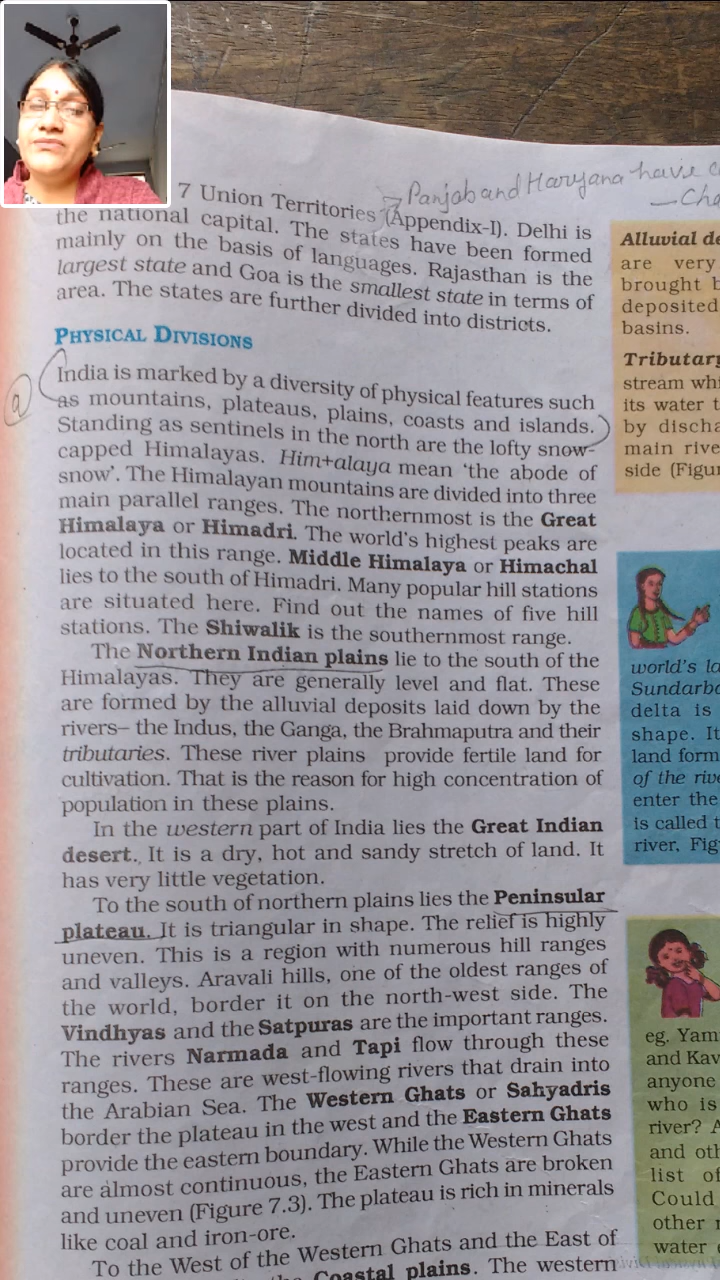 Panjab and Haryana have
7 Union Territories (Appendix-I). Delhi is
the national capital. The states have been formed
mainly on the basis of languages. Rajasthan is the
largest state and Goa is the smallest state in terms of
area. The states are further divided into districts.
PHYSICAL DIVISIONS
a
India is marked by a diversity of physical features such
as mountains, plateaus, plains, coasts and islands.
Standing as sentinels in the north are the lofty snow-
capped Himalayas. Him+alaya mean ‘the abode of
snow’. The Himalayan mountains are divided into three
main parallel ranges. The northernmost is the Great
Himalaya or Himadri. The world’s highest peaks are
located in this range. Middle Himalaya or Himachal
lies to the south of Himadri. Many popular hill stations
are situated here. Find out the names of five hill
stations. The Shiwalik is the southernmost range.
The Northern Indian plains lie to the south of the
Himalayas. They are generally level and flat. These
are formed by the alluvial deposits laid down by the
rivers– the Indus, the Ganga, the Brahmaputra and their
tributaries. These river plains provide fertile land for
cultivation. That is the reason for high concentration of
population in these plains.
In the western part of India lies the Great Indian
desert. It is a dry, hot and sandy stretch of land. It
has very little vegetation.
To the south of northern plains lies the Peninsular
plateau. It is triangular in shape. The relief is highly
uneven. This is a region with numerous hill ranges
and valleys. Aravali hills, one of the oldest ranges of
the world, border it on the north-west side. The
Vindhyas and the Satpuras are the important ranges.
The rivers Narmada and Tapi flow through these
ranges. These are west-flowing rivers that drain into
the Arabian Sea. The Western Ghats or Sahyadris
border the plateau in the west and the Eastern Ghats
provide the eastern boundary. While the Western Ghats
are almost continuous, the Eastern Ghats are broken
and uneven (Figure 7.3). The plateau is rich in minerals
like coal and iron-ore.
To the West of the Western Ghats and the East of
the Coastal plains. The western
Alluvial de
are very
brought b
deposited
basins.
Tributary
stream whi
its water t
by discha
main rive
side (Figur
world’s la
Sundarba
delta is
shape. It
land form
of the rive
enter the
is called t
river. Fig
eg. Yam
and Kav
anyone
who is
river? A
and oth
list of
Could
other
water